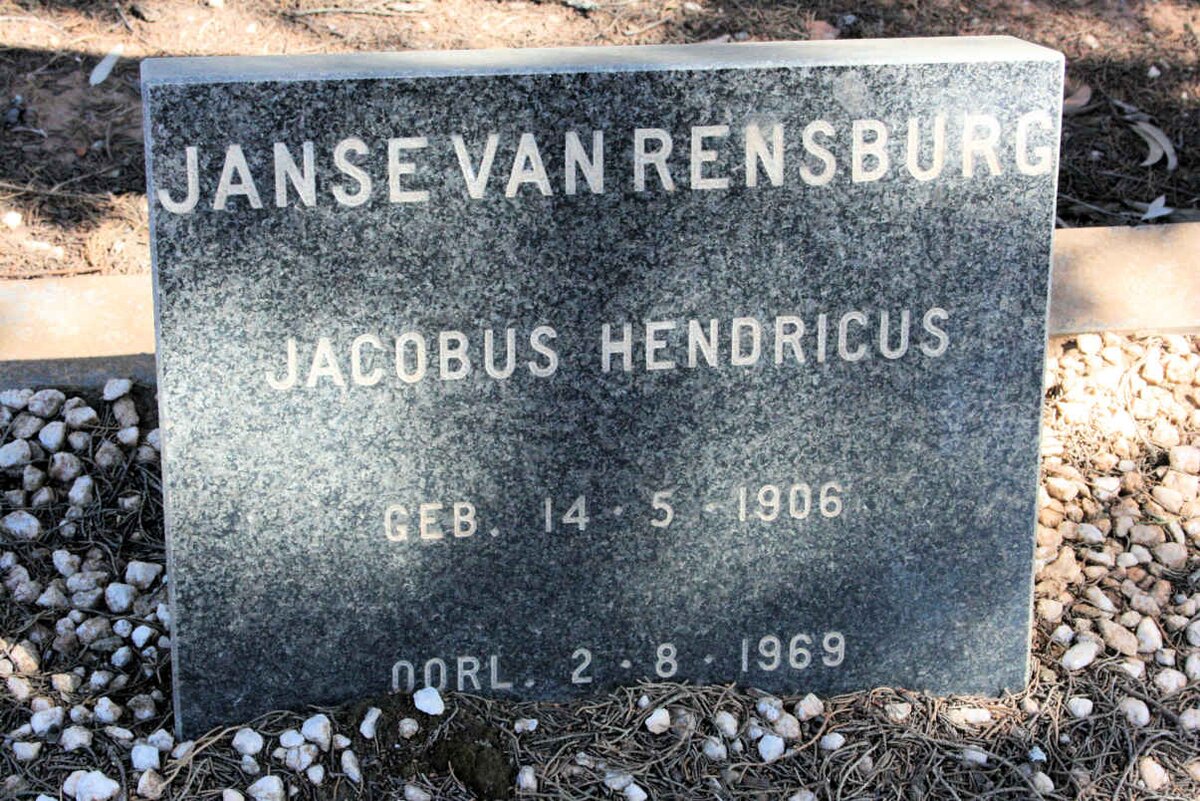 JANSE VAN RENSBURG
JACOBUS HENDRICUS
GEB. 14·5·1906
OORL. 2·8·1969